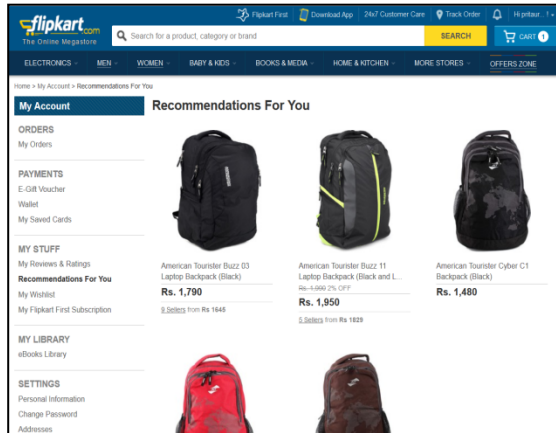 flipkart.com
The Online Megastore
Flipkart First
Download App
24x7 Customer Care
Track Order
Hi pritaur... !
Search for a product, category or brand
SEARCH
CART 1
ELECTRONICS
MEN
WOMEN
BABY & KIDS
BOOKS & MEDIA
HOME & KITCHEN
MORE STORES
OFFERS ZONE
Home > My Account > Recommendations For You
My Account
ORDERS
My Orders
PAYMENTS
E-Gift Voucher
Wallet
My Saved Cards
MY STUFF
My Reviews & Ratings
Recommendations For You
My Wishlist
My Flipkart First Subscription
MY LIBRARY
eBooks Library
SETTINGS
Personal Information
Change Password
Addresses
Recommendations For You
American Tourister Buzz 03
Laptop Backpack (Black)
Rs. 1,790
9 Sellers from Rs 1645
American Tourister Buzz 11
Laptop Backpack (Black and L...
Rs. 1,990 2% OFF
Rs. 1,950
5 Sellers from Rs 1829
American Tourister Cyber C1
Backpack (Black)
Rs. 1,480